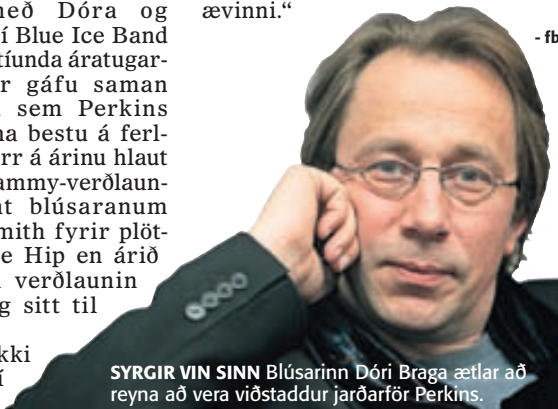 með Dóra og
í Blue Ice Band
tíunda áratugar-
r gáfu saman
sem Perkins
na bestu á ferl-
rr á árinu hlaut
ammy-verðlaun-
t blúsaranum
mith fyrir plöt-
e Hip en árið
verðlaunin
g sitt til
kki
í
ævinni.“
- fb
SYRGIR VIN SINN Blúsarinn Dóri Braga ætlar að
reyna að vera viðstaddur jarðarför Perkins.